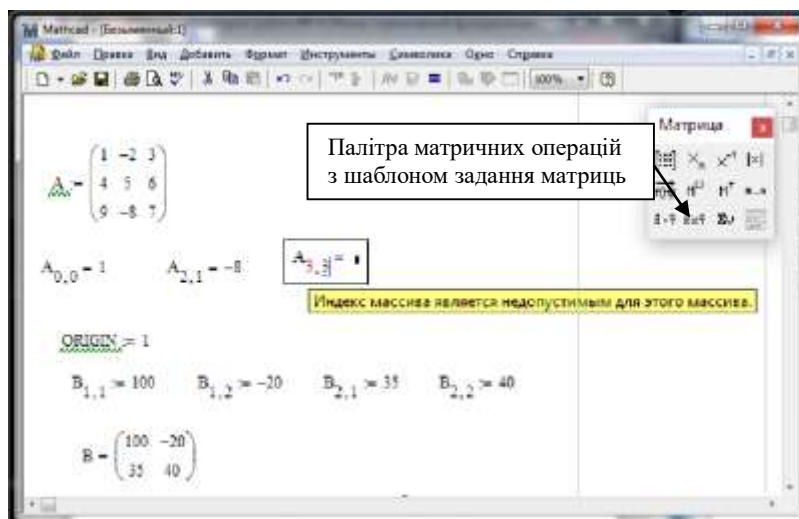 Mathcad - [Безымянный:1]
Файл Правка Вид Добавить Формат Инструменты Символика Окно Справка
100%
Матрица
Палітра матричних операцій
з шаблоном задання матриць
A := ( 1 -2 3
4 5 6
9 -8 7 )
A0,0 = 1 A2,1 = -8 A3,3 =
Индекс массива является недопустимым для этого массива.
ORIGIN := 1
B1,1 := 100 B1,2 := -20 B2,1 := 35 B2,2 := 40
B = ( 100 -20
35 40 )